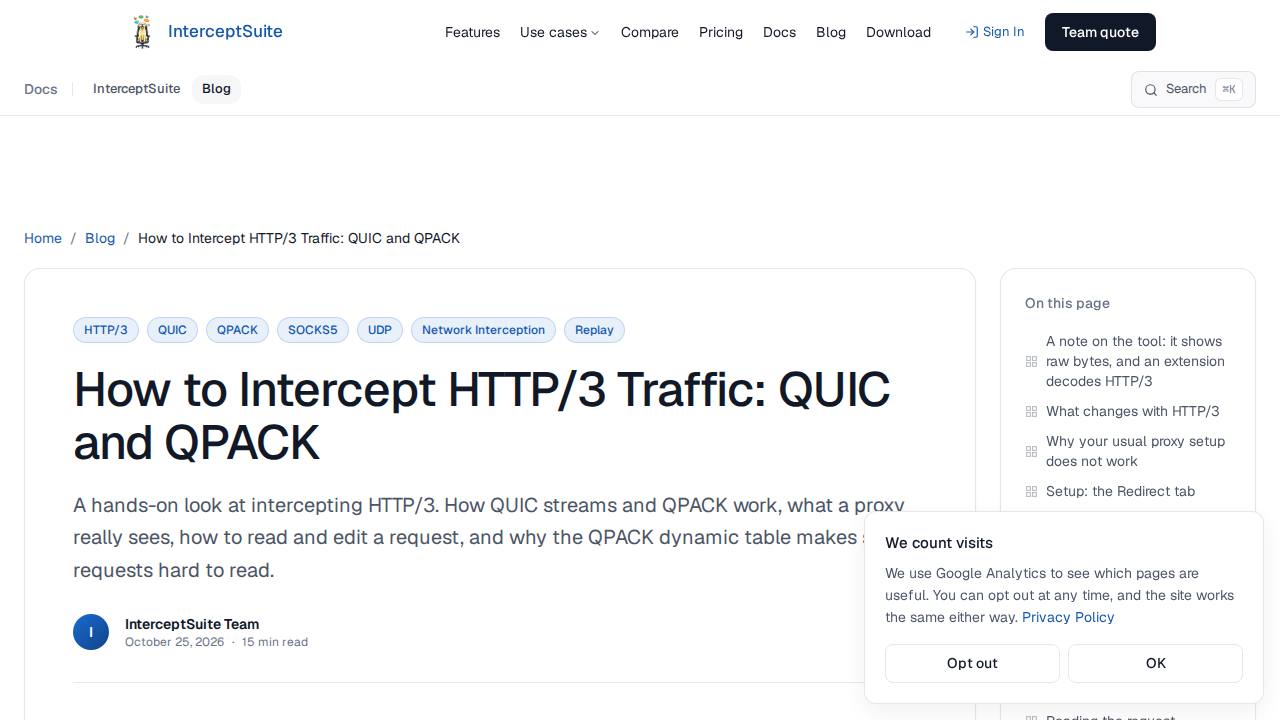 InterceptSuite
Features
Use cases
Compare
Pricing
Docs
Blog
Download
Sign In
Team quote
Docs
InterceptSuite
Blog
Search
⌘K
Home / Blog / How to Intercept HTTP/3 Traffic: QUIC and QPACK
HTTP/3
QUIC
QPACK
SOCKS5
UDP
Network Interception
Replay
How to Intercept HTTP/3 Traffic: QUIC
and QPACK
A hands-on look at intercepting HTTP/3. How QUIC streams and QPACK work, what a proxy
really sees, how to read and edit a request, and why the QPACK dynamic table makes
requests hard to read.
I
InterceptSuite Team
October 25, 2026 · 15 min read
On this page
A note on the tool: it shows
raw bytes, and an extension
decodes HTTP/3
What changes with HTTP/3
Why your usual proxy setup
does not work
Setup: the Redirect tab
We count visits
We use Google Analytics to see which pages are
useful. You can opt out at any time, and the site works
the same either way. Privacy Policy
Opt out
OK
Reading the request